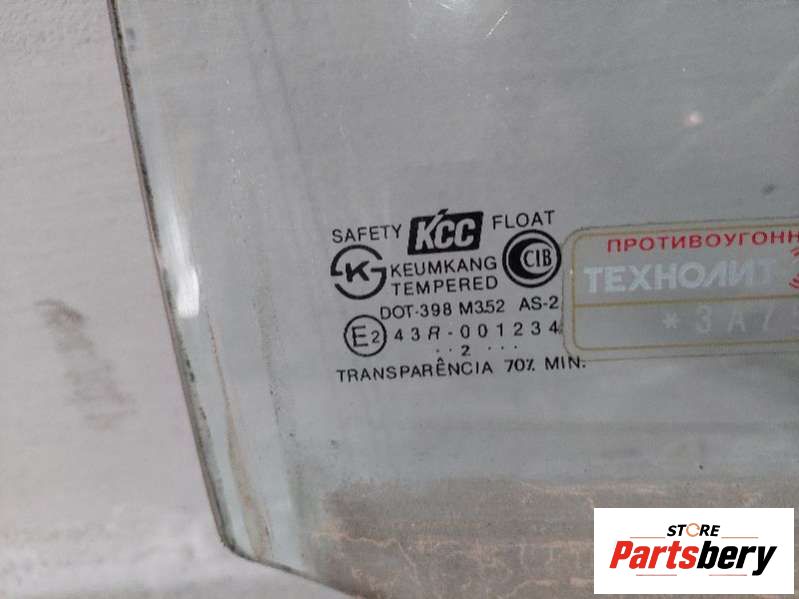 SAFETY KCC FLOAT
K KEUMKANG CIB
TEMPERED
DOT-398 M352 AS-2
E2 43R-001234
··2···
TRANSPARÊNCIA 70% MIN.
ТЕХНОЛИТ
STORE
Partsbery